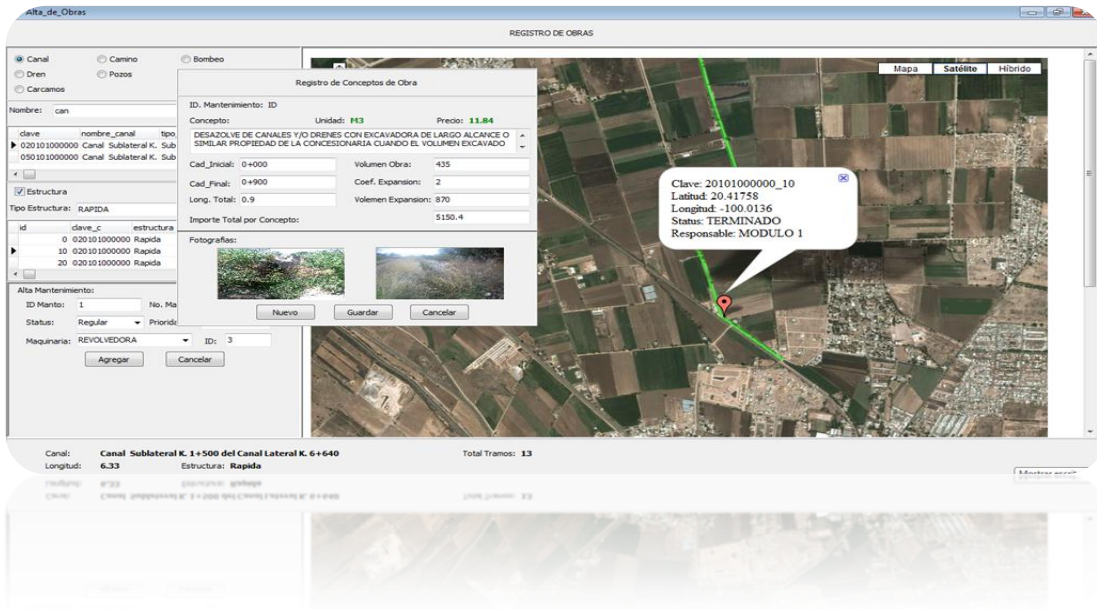 Alta_de_Obras
REGISTRO DE OBRAS
Canal Camino Bombeo
Dren Pozos
Carcamos
Nombre: can
clave nombre_canal tipo
020101000000 Canal Sublateral K. Sub
050101000000 Canal Sublateral K. Sub
Estructura
Tipo Estructura: RAPIDA
id clave_c estructura
0 020101000000 Rapida
10 020101000000 Rapida
20 020101000000 Rapida
Alta Mantenimiento:
ID Manto: 1 No. Ma
Status: Regular Priorida
Maquinaria: REVOLVEDORA ID: 3
Agregar Cancelar
Registro de Conceptos de Obra
ID. Mantenimiento: ID
Concepto: Unidad: M3 Precio: 11.84
DESAZOLVE DE CANALES Y/O DRENES CON EXCAVADORA DE LARGO ALCANCE O
SIMILAR PROPIEDAD DE LA CONCESIONARIA CUANDO EL VOLUMEN EXCAVADO
Cad_Inicial: 0+000 Volumen Obra: 435
Cad_Final: 0+900 Coef. Expansion: 2
Long. Total: 0.9 Volemen Expansion: 870
Importe Total por Concepto: 5150.4
Fotografias:
Nuevo Guardar Cancelar
Mapa Satélite Híbrido
Clave: 20101000000_10
Latitud: 20.41758
Longitud: -100.0136
Status: TERMINADO
Responsable: MODULO 1
Canal: Canal Sublateral K. 1+500 del Canal Lateral K. 6+640 Total Tramos: 13
Longitud: 6.33 Estructura: Rapida
Mostrar escrit